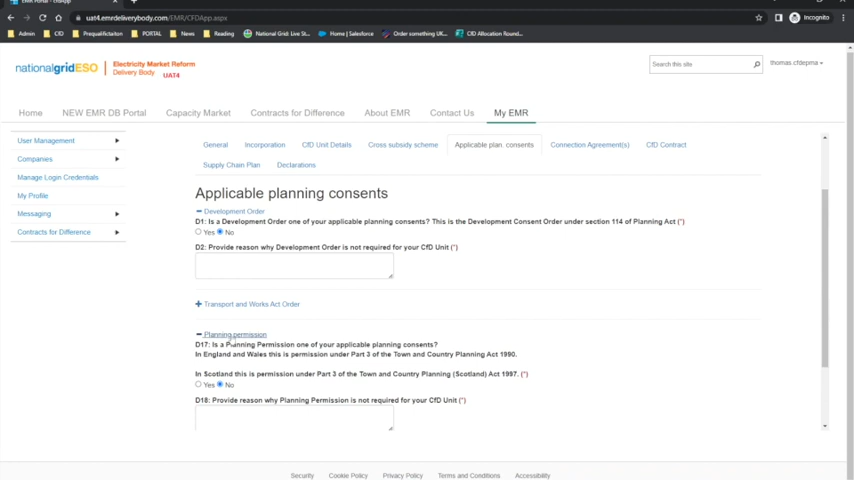 EMR Portal - CfdApp
uat4.emrdeliverybody.com/EMR/CFDApp.aspx
Incognito
Admin
CfD
Prequalificaiton
PORTAL
News
Reading
National Grid: Live St...
Home | Salesforce
Order something UK...
CfD Allocation Round...
nationalgridESO
Electricity Market Reform
Delivery Body UAT4
Search this site
thomas.cfdepma
Home
NEW EMR DB Portal
Capacity Market
Contracts for Difference
About EMR
Contact Us
My EMR
User Management
Companies
Manage Login Credentials
My Profile
Messaging
Contracts for Difference
General
Incorporation
CfD Unit Details
Cross subsidy scheme
Applicable plan. consents
Connection Agreement(s)
CfD Contract
Supply Chain Plan
Declarations
Applicable planning consents
Development Order
D1: Is a Development Order one of your applicable planning consents? This is the Development Consent Order under section 114 of Planning Act (*)
Yes No
D2: Provide reason why Development Order is not required for your CfD Unit (*)
Transport and Works Act Order
Planning permission
D17: Is a Planning Permission one of your applicable planning consents?
In England and Wales this is permission under Part 3 of the Town and Country Planning Act 1990.
In Scotland this is permission under Part 3 of the Town and Country Planning (Scotland) Act 1997. (*)
Yes No
D18: Provide reason why Planning Permission is not required for your CfD Unit (*)
Security
Cookie Policy
Privacy Policy
Terms and Conditions
Accessibility